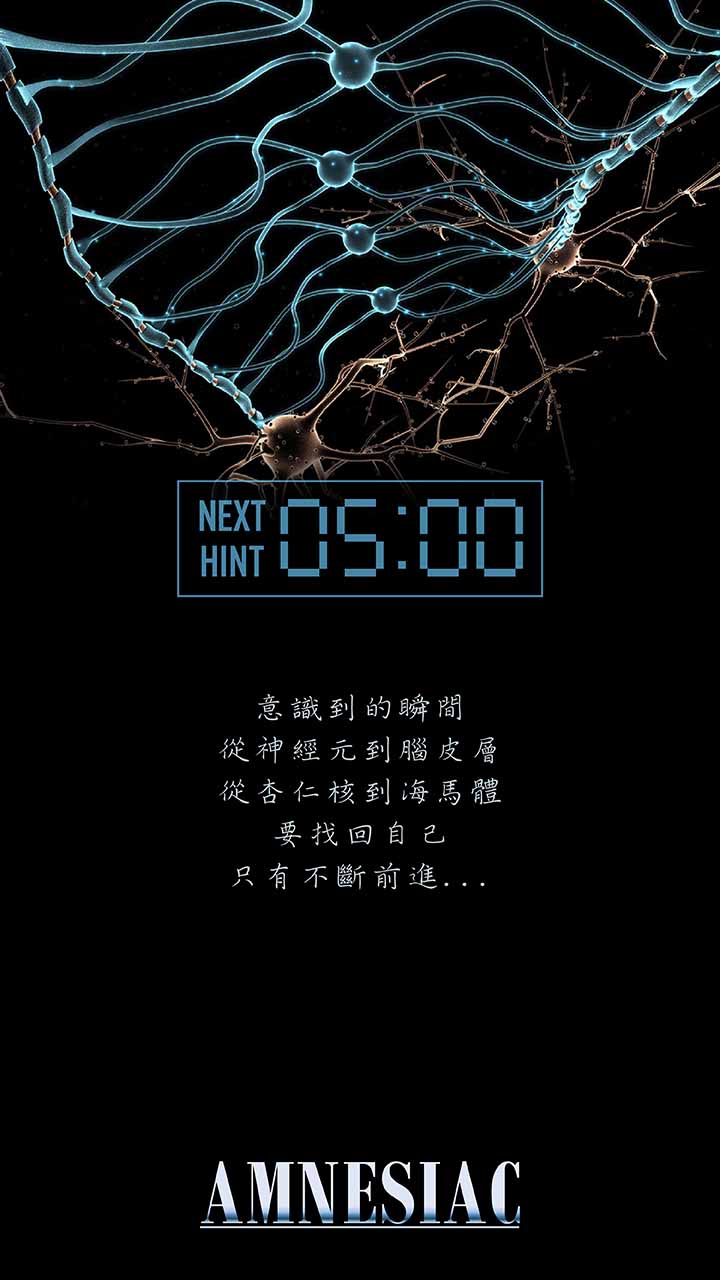 NEXT
HINT
05:00
意識到的瞬間
從神經元到腦皮層
從杏仁核到海馬體
要找回自己
只有不斷前進...
AMNESIAC